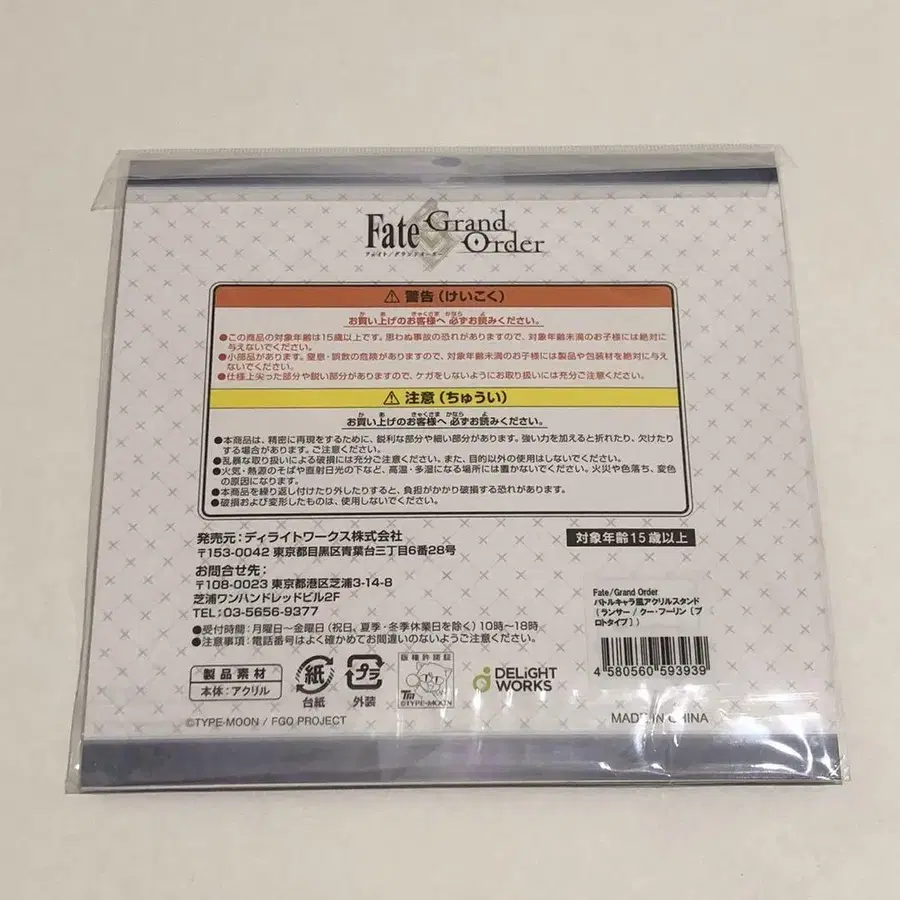 Fate Grand Order
フェイト/グランドオーダー
警告(けいこく)
お買い上げのお客様へ 必ずお読みください。
●この商品の対象年齢は15歳以上です。思わぬ事故の恐れがありますので、対象年齢未満のお子様には絶対に
与えないでください。
●小部品があります。窒息・誤飲の危険がありますので、対象年齢未満のお子様には製品や包装材を絶対に与え
ないでください。
●仕様上尖った部分や鋭い部分がありますので、ケガをしないようにお取り扱いには充分ご注意ください。
注意(ちゅうい)
お買い上げのお客様へ 必ずお読みください。
●本商品は、精密に再現をするために、鋭利な部分や細い部分があります。強い力を加えると折れたり、欠けたり
する場合があります。ご注意ください。
●乱暴な取り扱いによる破損には充分ご注意ください。また、目的以外の使用はしないでください。
●火気・熱源のそばや直射日光の下など、高温・多湿になる場所には置かないでください。火災や色落ち、変色
の原因になります。
●本商品を繰り返し付けたり外したりすると、負担がかかり破損する恐れがあります。
●破損および変形したものは、使用しないでください。
発売元:ディライトワークス株式会社
〒153-0042 東京都目黒区青葉台三丁目6番28号
対象年齢15歳以上
お問合せ先:
〒108-0023 東京都港区芝浦3-14-8
芝浦ワンハンドレッドビル2F
TEL:03-5656-9377
●受付時間:月曜日~金曜日(祝日、夏季・冬季休業日を除く)10時~18時
●注意事項:電話番号はよく確かめてお間違いのないようご注意ください。
Fate/Grand Order
バトルキャラ風アクリルスタンド
(ランサー/クー・フーリン〔プ
ロトタイプ〕)
4 580560 593939
製品素材
本体:アクリル
紙
台紙
プラ
外装
版権許諾証
TM
©TYPE-MOON
DELiGHT
WORKS
©TYPE-MOON / FGO PROJECT
MADE IN CHINA